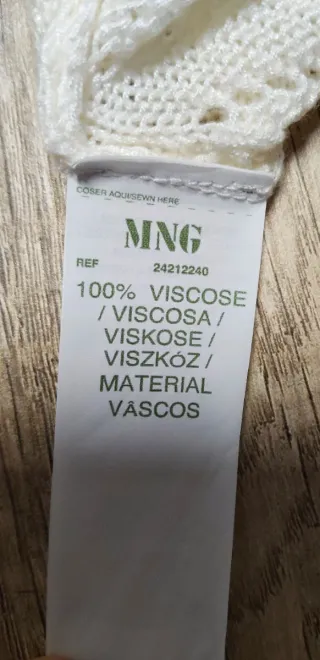 COSER AQUI/SEWN HERE
MNG
REF 24212240
100% VISCOSE
/ VISCOSA /
VISKOSE /
VISZKÓZ /
MATERIAL
VÂSCOS